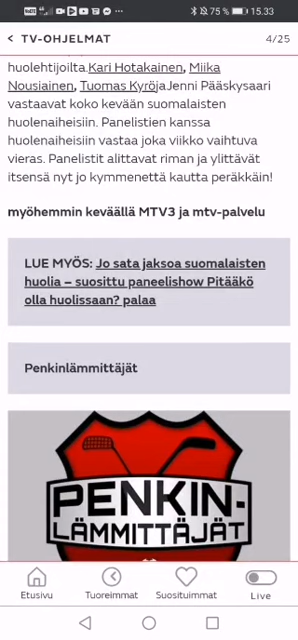 75 % 15.33
< TV-OHJELMAT 4/25
huolehtijoilta.Kari Hotakainen, Miika
Nousiainen, Tuomas KyröjaJenni Pääskysaari
vastaavat koko kevään suomalaisten
huolenaiheisiin. Panelistien kanssa
huolenaiheisiin vastaa joka viikko vaihtuva
vieras. Panelistit alittavat riman ja ylittävät
itsensä nyt jo kymmenettä kautta peräkkäin!
myöhemmin keväällä MTV3 ja mtv-palvelu
LUE MYÖS: Jo sata jaksoa suomalaisten
huolia – suosittu paneelishow Pitääkö
olla huolissaan? palaa
Penkinlämmittäjät
PENKIN-
LÄMMITTÄJÄT
Etusivu Tuoreimmat Suosituimmat Live